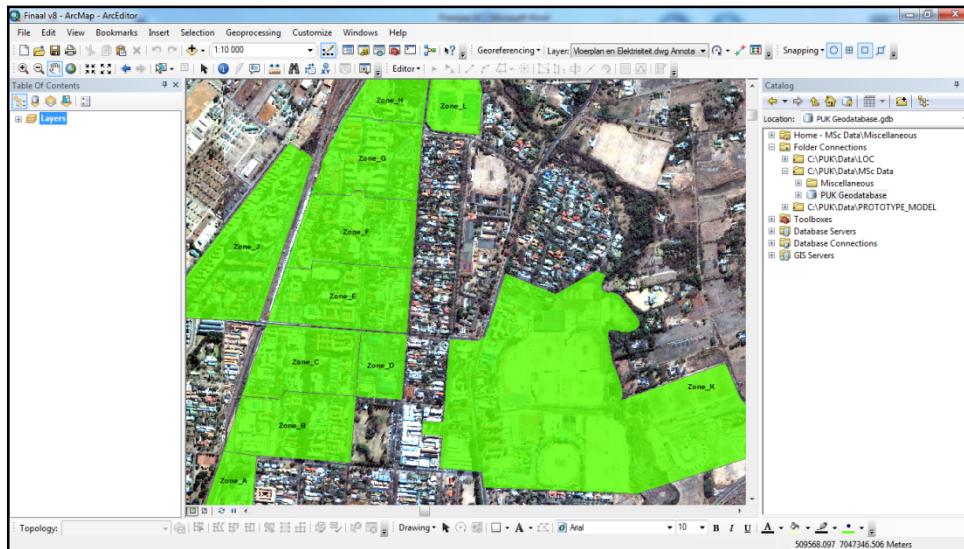 Finaal v8 - ArcMap - ArcEditor
File Edit View Bookmarks Insert Selection Geoprocessing Customize Windows Help
1:10 000
Georeferencing Layer: Voerplan en Elektrisiteit.dwg Annota
Snapping
Editor
Table Of Contents
Layers
Zone_H
Zone_L
Zone_G
Zone_J
Zone_F
Zone_E
Zone_C
Zone_D
Zone_K
Zone_B
Zone_A
Catalog
Location: PUK Geodatabase.gdb
Home - MSc Data\Miscellaneous
Folder Connections
C:\PUK\Data\LOC
C:\PUK\Data\MSc Data
Miscellaneous
PUK Geodatabase
C:\PUK\Data\PROTOTYPE_MODEL
Toolboxes
Database Servers
Database Connections
GIS Servers
Topology:
Drawing
A
Arial
10
B I U A
509568.097 7047346.506 Meters